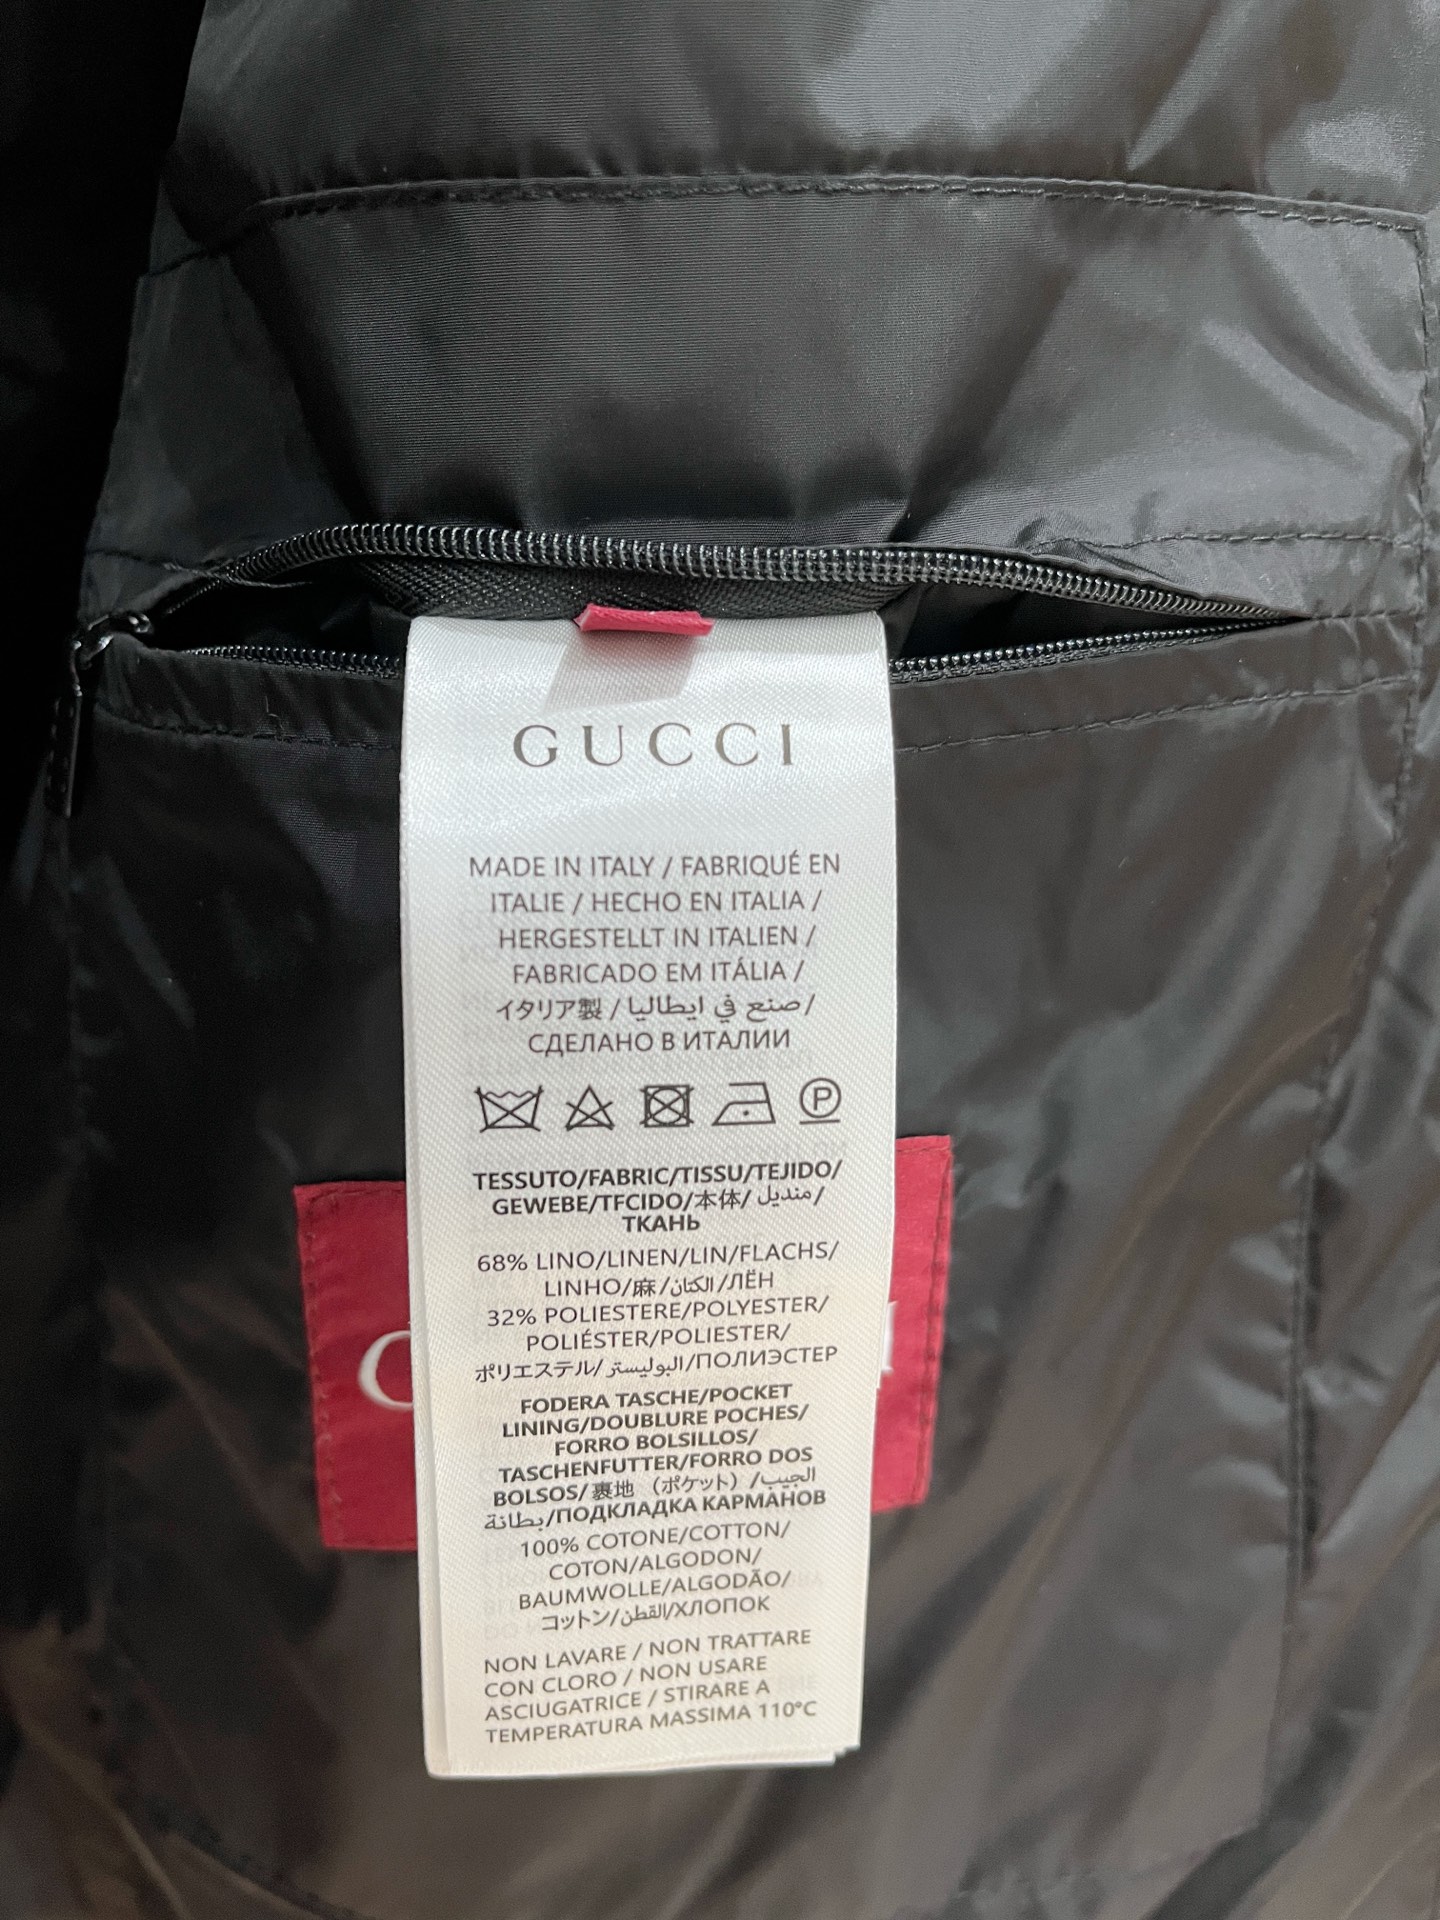 GUCCI
MADE IN ITALY / FABRIQUÉ EN
ITALIE / HECHO EN ITALIA /
HERGESTELLT IN ITALIEN /
FABRICADO EM ITÁLIA /
イタリア製 / صنع في ايطاليا /
СДЕЛАНО В ИТАЛИИ
P
TESSUTO/FABRIC/TISSU/TEJIDO/
GEWEBE/TFCIDO/本体/منديل/
ТКАНЬ
68% LINO/LINEN/LIN/FLACHS/
LINHO/麻/الكتان/ЛЁН
32% POLIESTERE/POLYESTER/
POLIÉSTER/POLIESTER/
ポリエステル/البوليستر/ПОЛИЭСТЕР
FODERA TASCHE/POCKET
LINING/DOUBLURE POCHES/
FORRO BOLSILLOS/
TASCHENFUTTER/FORRO DOS
BOLSOS/裏地 (ポケット) /الجيب
بطانة/ПОДКЛАДКА КАРМАНОВ
100% COTONE/COTTON/
COTON/ALGODON/
BAUMWOLLE/ALGODÃO/
コットン/القطن/ХЛОПОК
NON LAVARE / NON TRATTARE
CON CLORO / NON USARE
ASCIUGATRICE / STIRARE A
TEMPERATURA MASSIMA 110°C